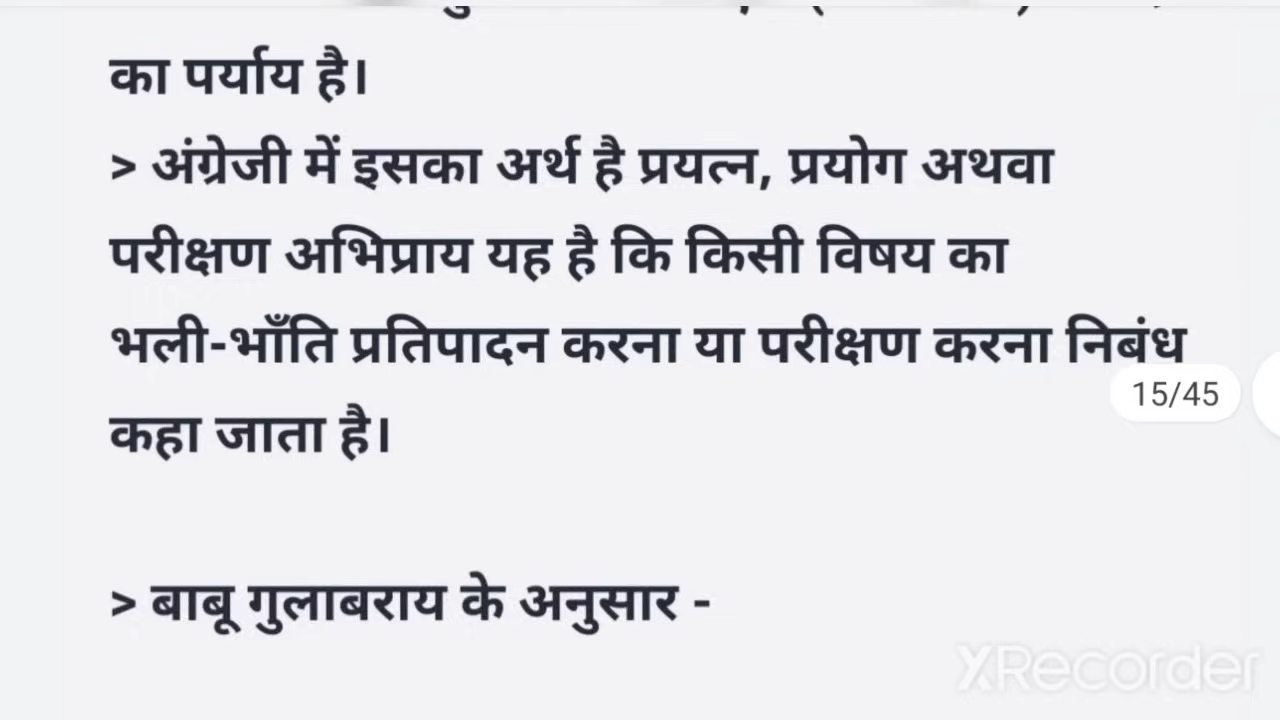 का पर्याय है।
> अंग्रेजी में इसका अर्थ है प्रयत्न, प्रयोग अथवा
परीक्षण अभिप्राय यह है कि किसी विषय का
भली-भाँति प्रतिपादन करना या परीक्षण करना निबंध
15/45
कहा जाता है।
> बाबू गुलाबराय के अनुसार -
XRecorder